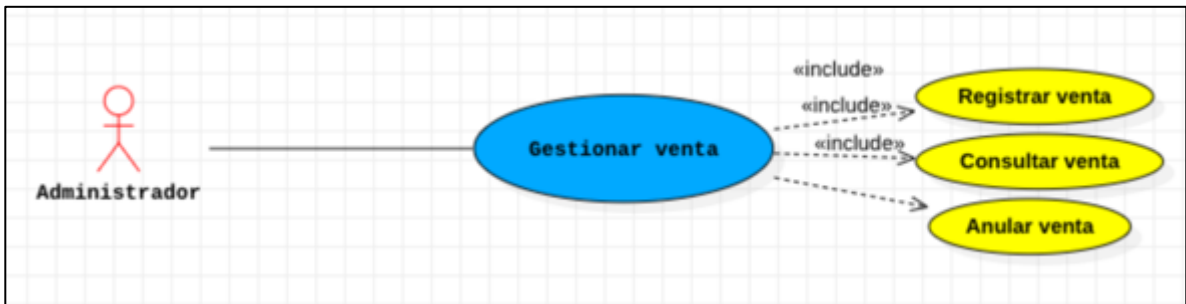 «include»
Registrar venta
«include»
Gestionar venta
«include»
Consultar venta
Administrador
Anular venta